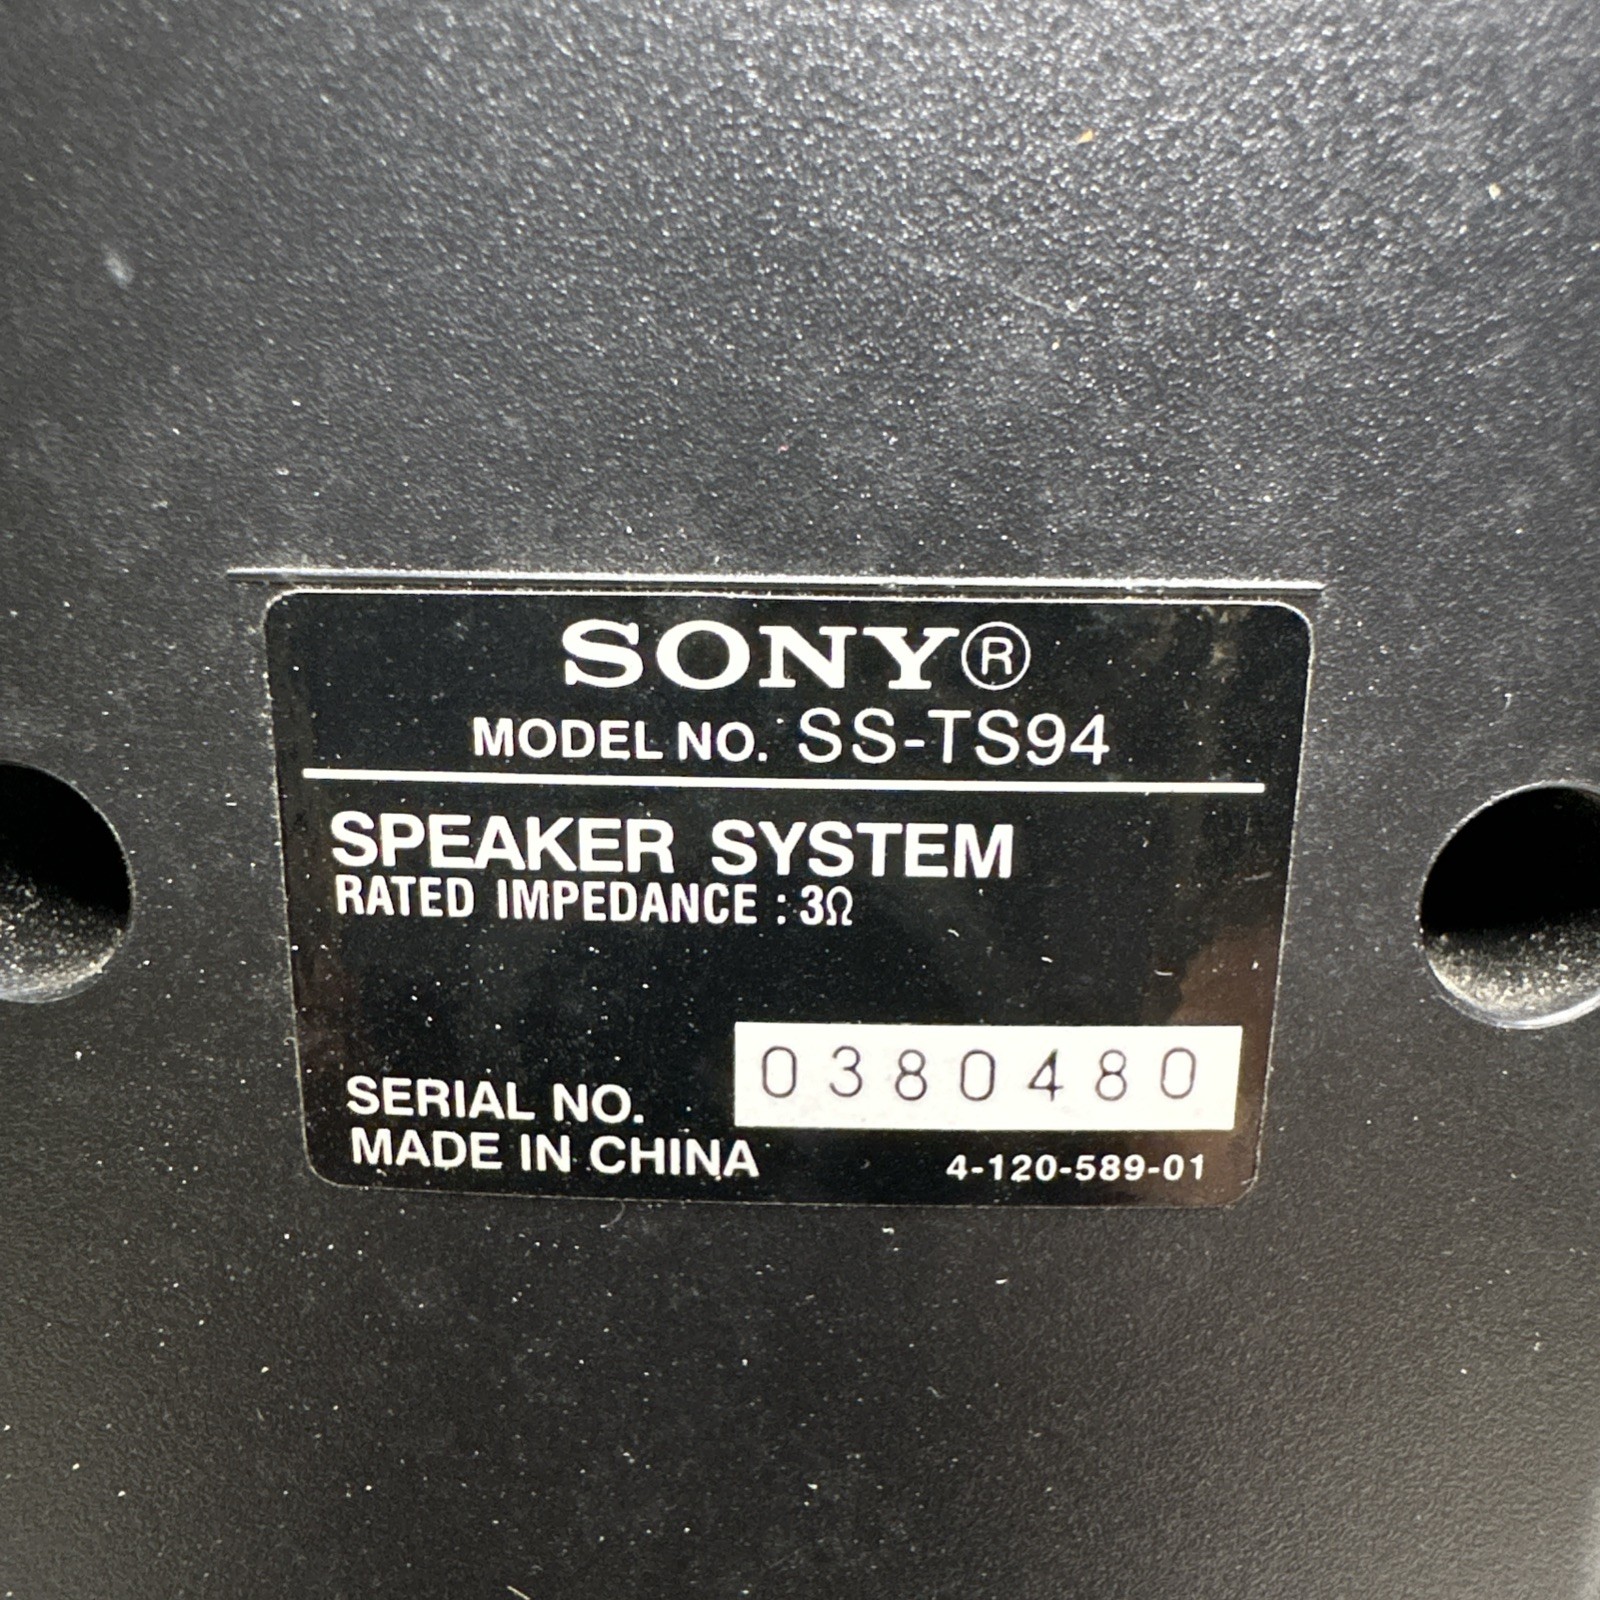 SONY®
MODEL NO. SS-TS94
SPEAKER SYSTEM
RATED IMPEDANCE : 3Ω
SERIAL NO. 0380480
MADE IN CHINA 4-120-589-01